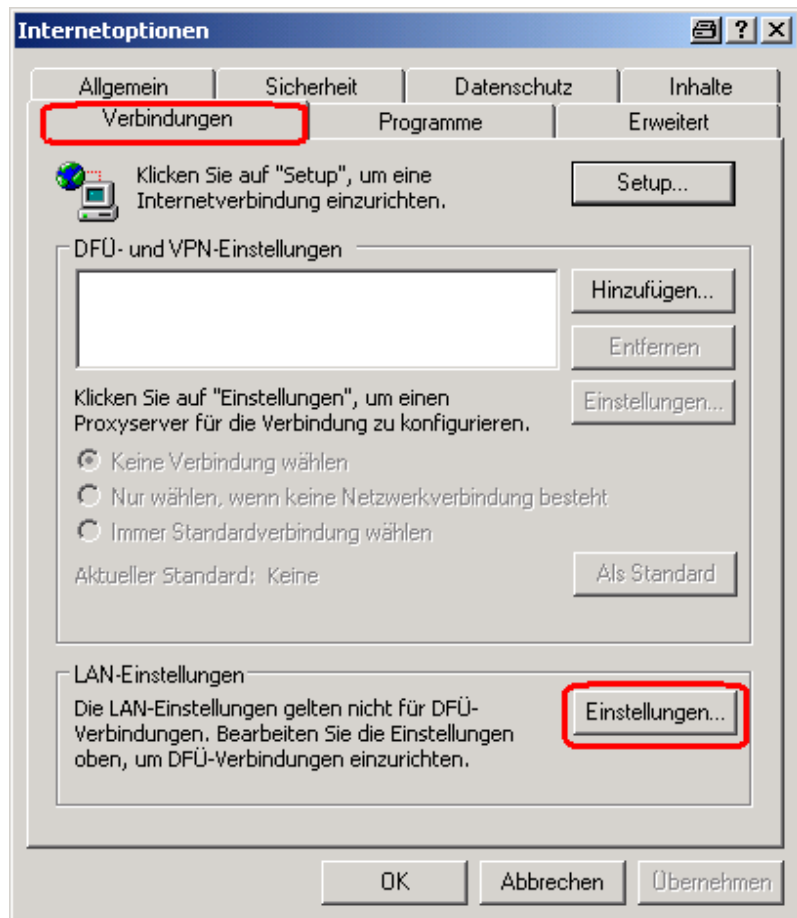 Internetoptionen
Allgemein
Sicherheit
Datenschutz
Inhalte
Verbindungen
Programme
Erweitert
Klicken Sie auf "Setup", um eine
Internetverbindung einzurichten.
Setup...
DFÜ- und VPN-Einstellungen
Hinzufügen...
Entfernen
Klicken Sie auf "Einstellungen", um einen
Proxyserver für die Verbindung zu konfigurieren.
Einstellungen...
Keine Verbindung wählen
Nur wählen, wenn keine Netzwerkverbindung besteht
Immer Standardverbindung wählen
Aktueller Standard: Keine
Als Standard
LAN-Einstellungen
Die LAN-Einstellungen gelten nicht für DFÜ-
Verbindungen. Bearbeiten Sie die Einstellungen
oben, um DFÜ-Verbindungen einzurichten.
Einstellungen...
OK
Abbrechen
Übernehmen